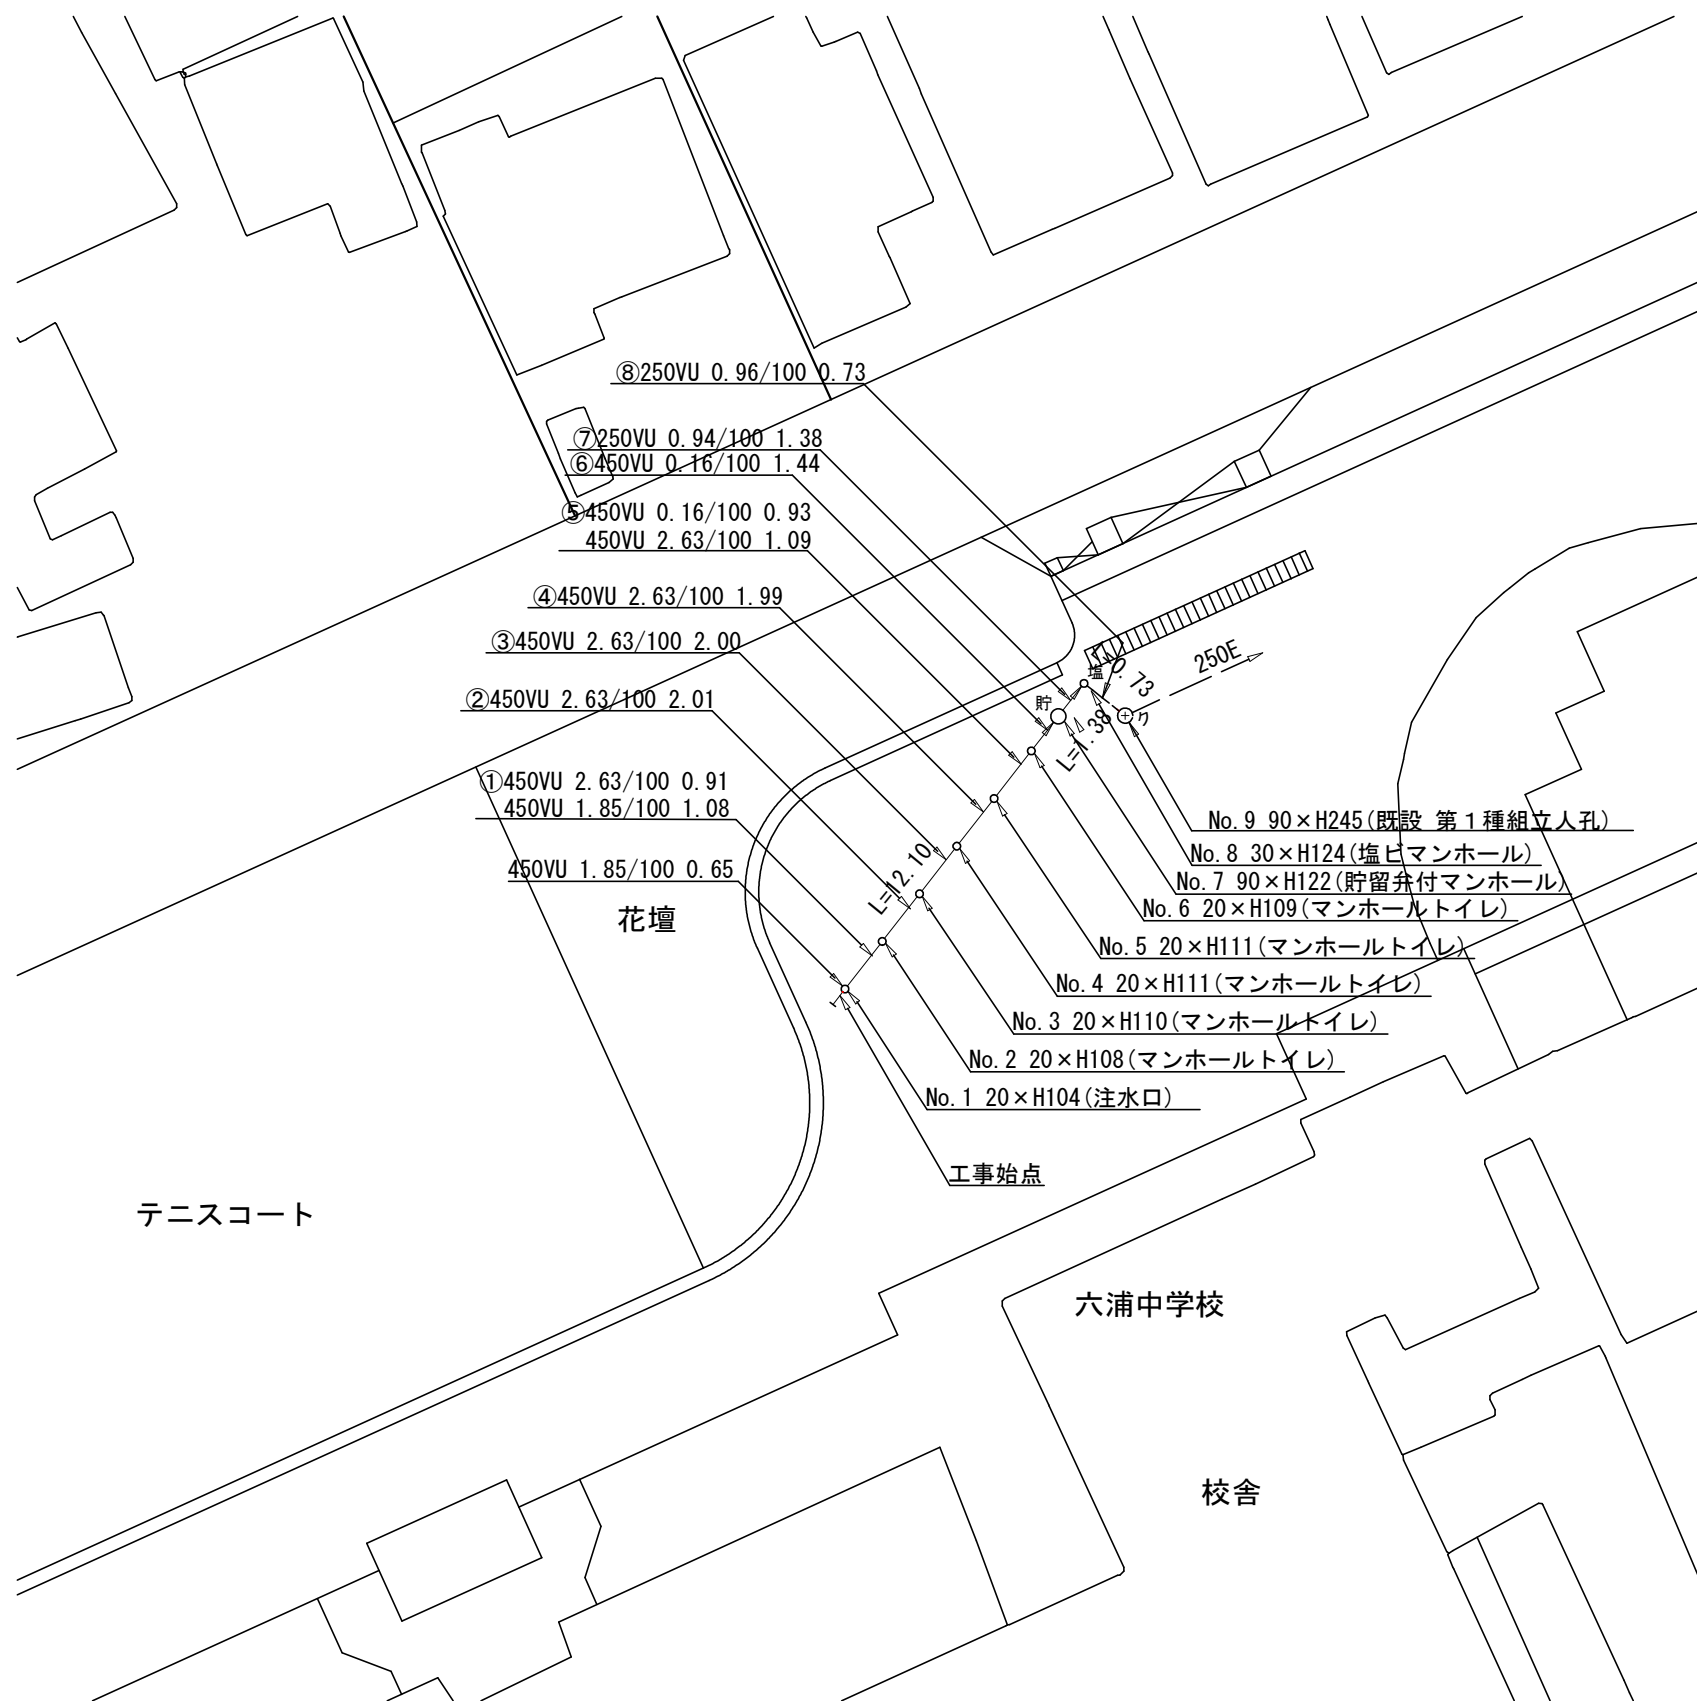 ⑧250VU 0.96/100 0.73
⑦250VU 0.94/100 1.38
⑥450VU 0.16/100 1.44
⑤450VU 0.16/100 0.93
450VU 2.63/100 1.09
④450VU 2.63/100 1.99
③450VU 2.63/100 2.00
②450VU 2.63/100 2.01
①450VU 2.63/100 0.91
450VU 1.85/100 1.08
450VU 1.85/100 0.65
250E
塩
貯
ク
0.73
L=1.38
L=12.10
No.9 90×H245(既設 第1種組立人孔)
No.8 30×H124(塩ビマンホール)
No.7 90×H122(貯留弁付マンホール)
No.6 20×H109(マンホールトイレ)
No.5 20×H111(マンホールトイレ)
No.4 20×H111(マンホールトイレ)
No.3 20×H110(マンホールトイレ)
No.2 20×H108(マンホールトイレ)
No.1 20×H104(注水口)
工事始点
花壇
テニスコート
六浦中学校
校舎